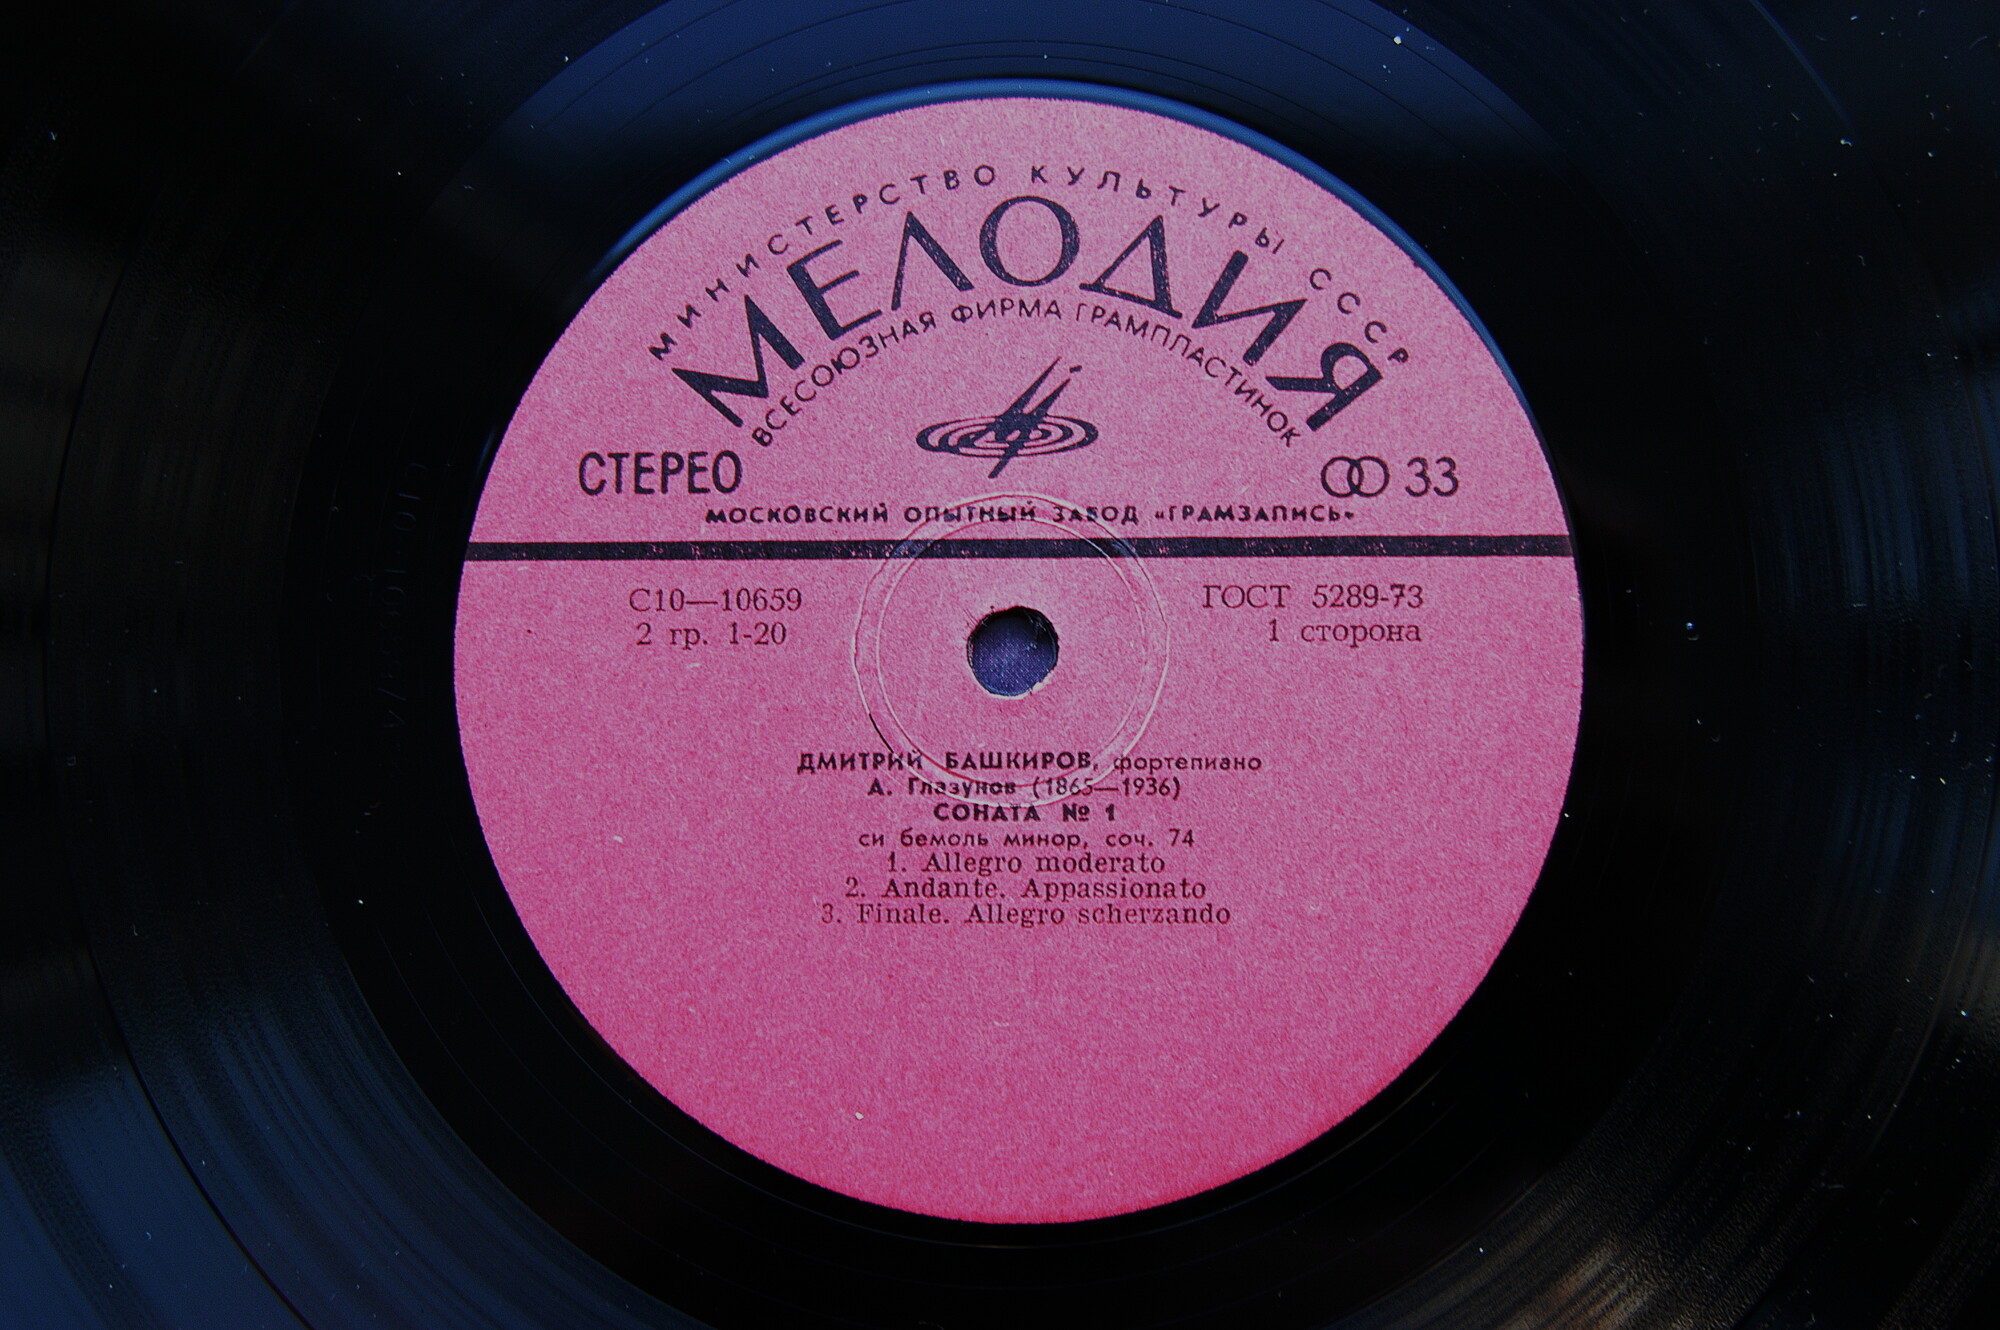 МИНИСТЕРСТВО КУЛЬТУРЫ СССР
МЕЛОДИЯ
ВСЕСОЮЗНАЯ ФИРМА ГРАМПЛАСТИНОК
СТЕРЕО
33
МОСКОВСКИЙ ОПЫТНЫЙ ЗАВОД «ГРАМЗАПИСЬ»
С10—10659
ГОСТ 5289-73
2 гр. 1-20
1 сторона
ДМИТРИЙ БАШКИРОВ, фортепиано
А. Глазунов (1865—1936)
СОНАТА № 1
си бемоль минор, соч. 74
1. Allegro moderato
2. Andante. Appassionato
3. Finale. Allegro scherzando